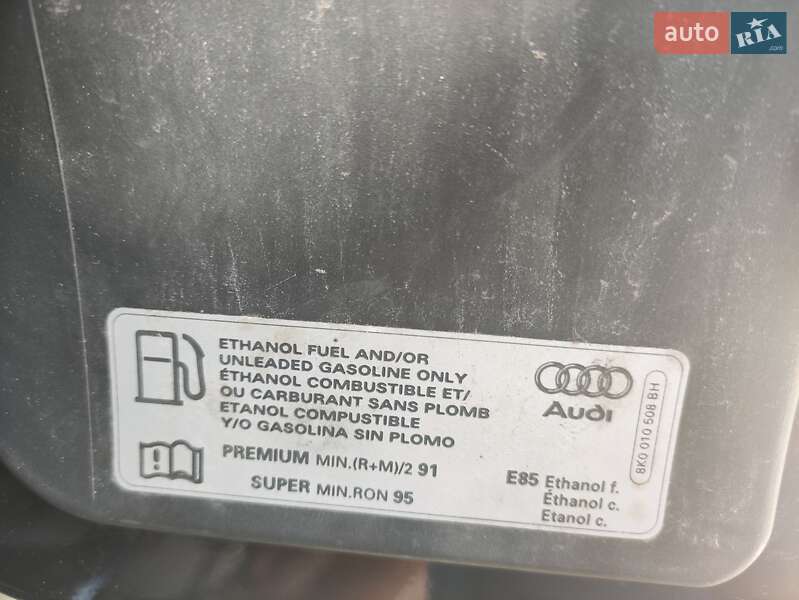 auto RIA
.com
ETHANOL FUEL AND/OR
UNLEADED GASOLINE ONLY
ÉTHANOL COMBUSTIBLE ET/
OU CARBURANT SANS PLOMB
ETANOL COMPUSTIBLE
Y/O GASOLINA SIN PLOMO
PREMIUM MIN.(R+M)/2 91
SUPER MIN.RON 95
Audi
E85 Ethanol f.
Éthanol c.
Etanol c.
8K0 010 508 BH